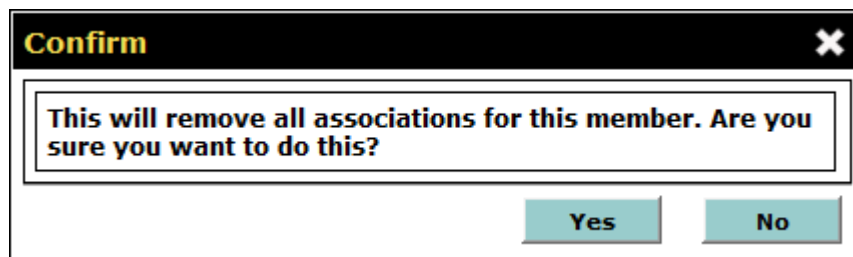 Confirm
This will remove all associations for this member. Are you
sure you want to do this?
Yes No